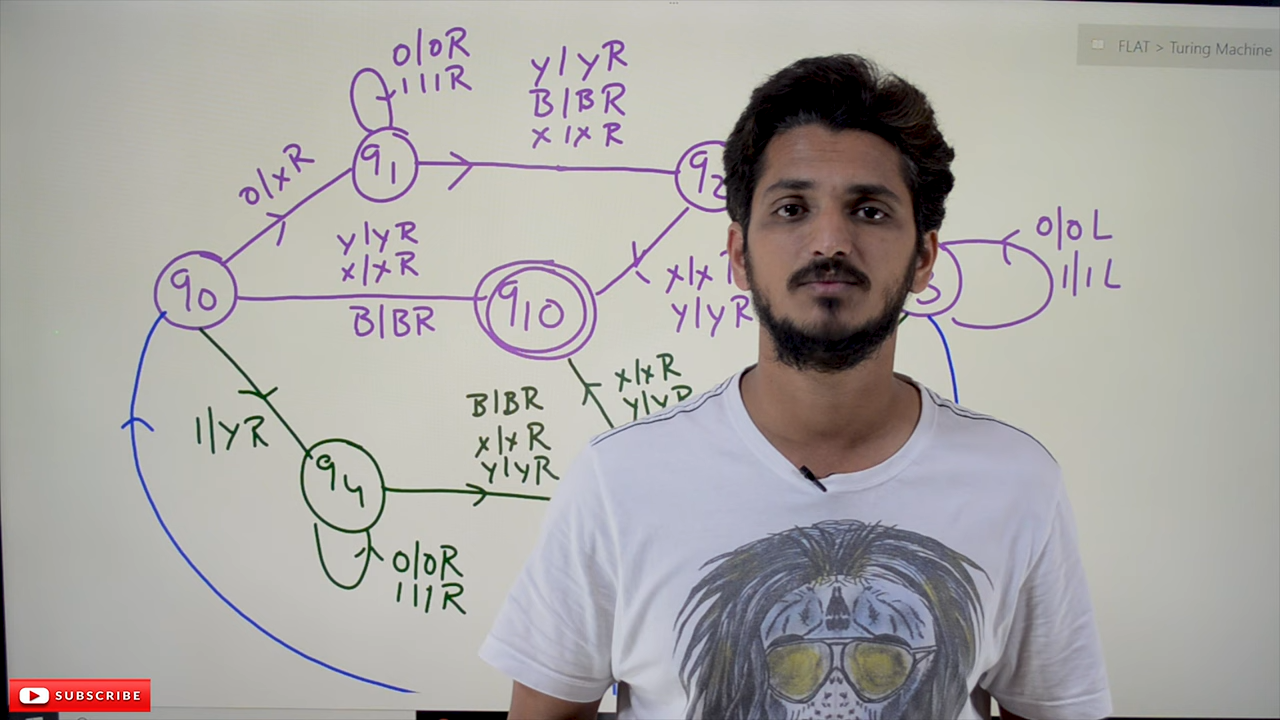 FLAT > Turing Machine
0/0R
1/1R
y/yR
B/BR
x/xR
q1
q2
0/xR
y/yR
x/xR
B/BR
q0
q10
x/x
y/yR
0/0L
1/1L
x/xR
y/yR
B/BR
x/xR
y/yR
1/yR
q4
0/0R
1/1R
SUBSCRIBE